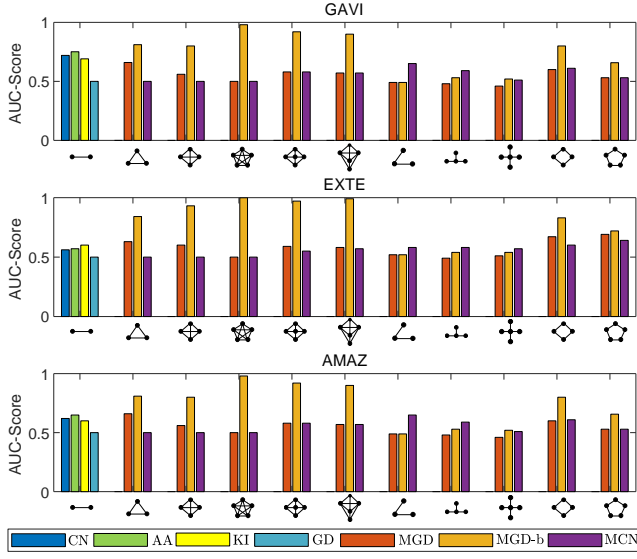 GAVI
1
AUC-Score
0.5
0
EXTE
1
AUC-Score
0.5
0
AMAZ
1
AUC-Score
0.5
0
CN AA KI GD MGD MGD-b MCN